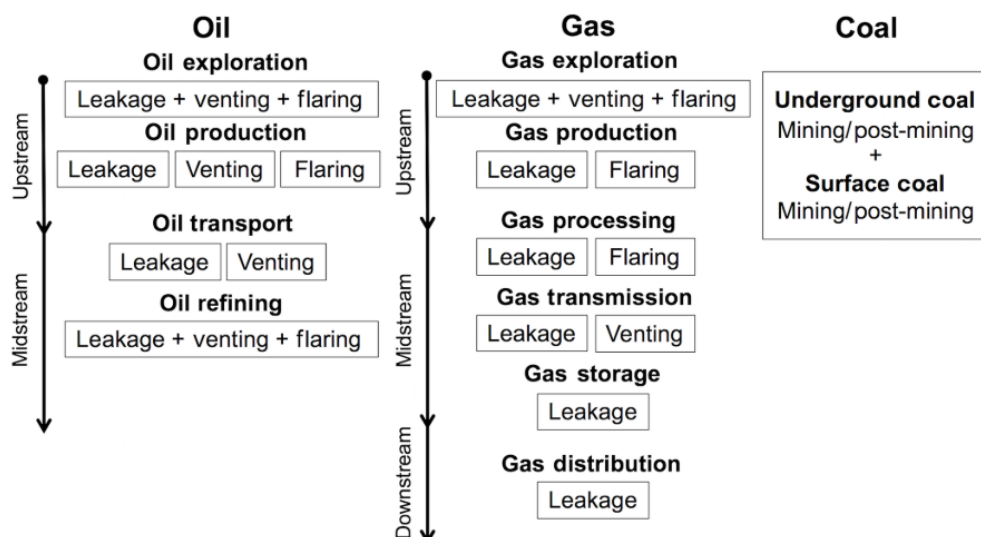 Oil
Oil exploration
Leakage + venting + flaring
Oil production
Leakage
Venting
Flaring
Oil transport
Leakage
Venting
Oil refining
Leakage + venting + flaring
Upstream
Midstream
Gas
Gas exploration
Leakage + venting + flaring
Gas production
Leakage
Flaring
Gas processing
Leakage
Flaring
Gas transmission
Leakage
Venting
Gas storage
Leakage
Gas distribution
Leakage
Upstream
Midstream
Downstream
Coal
Underground coal
Mining/post-mining
+
Surface coal
Mining/post-mining